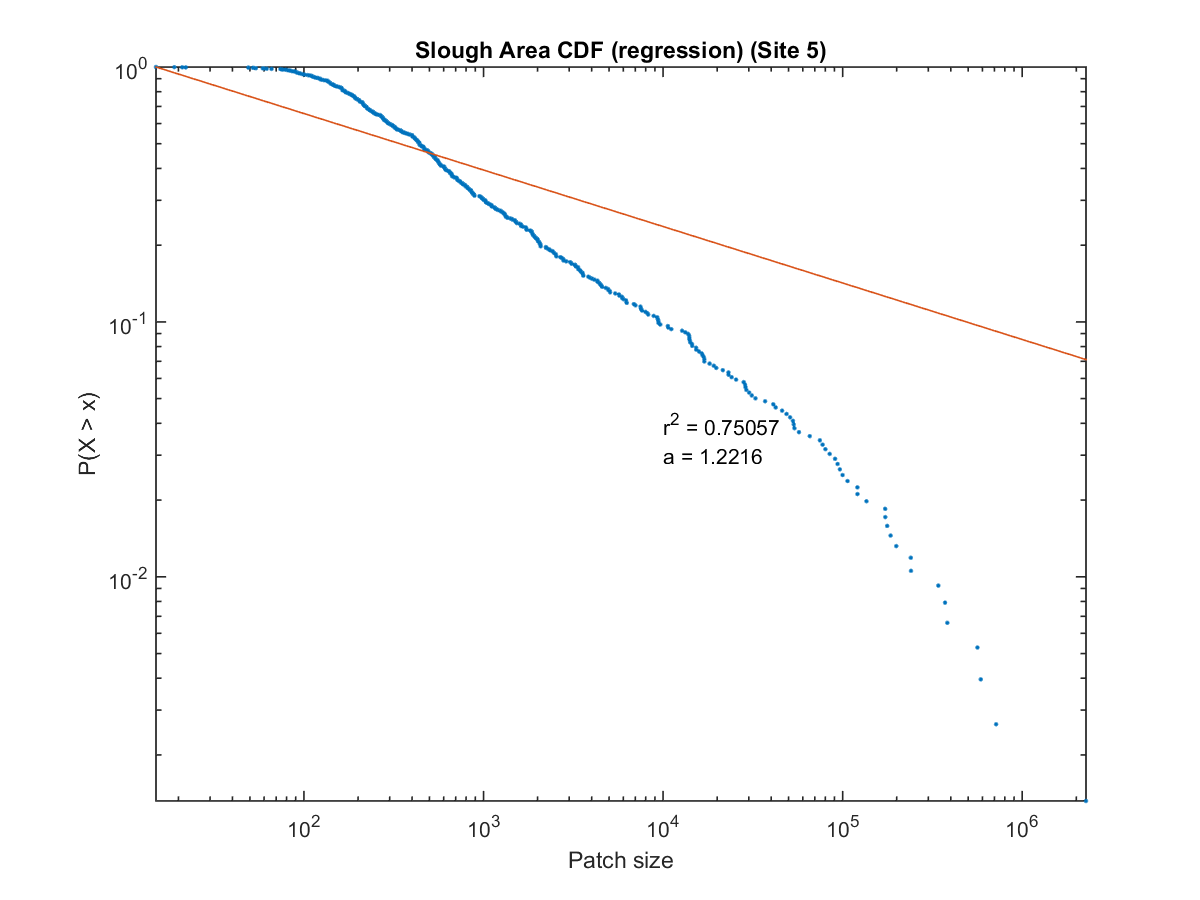 Slough Area CDF (regression) (Site 5)
10^0
10^-1
10^-2
P(X > x)
r^2 = 0.75057
a = 1.2216
10^2 10^3 10^4 10^5 10^6
Patch size